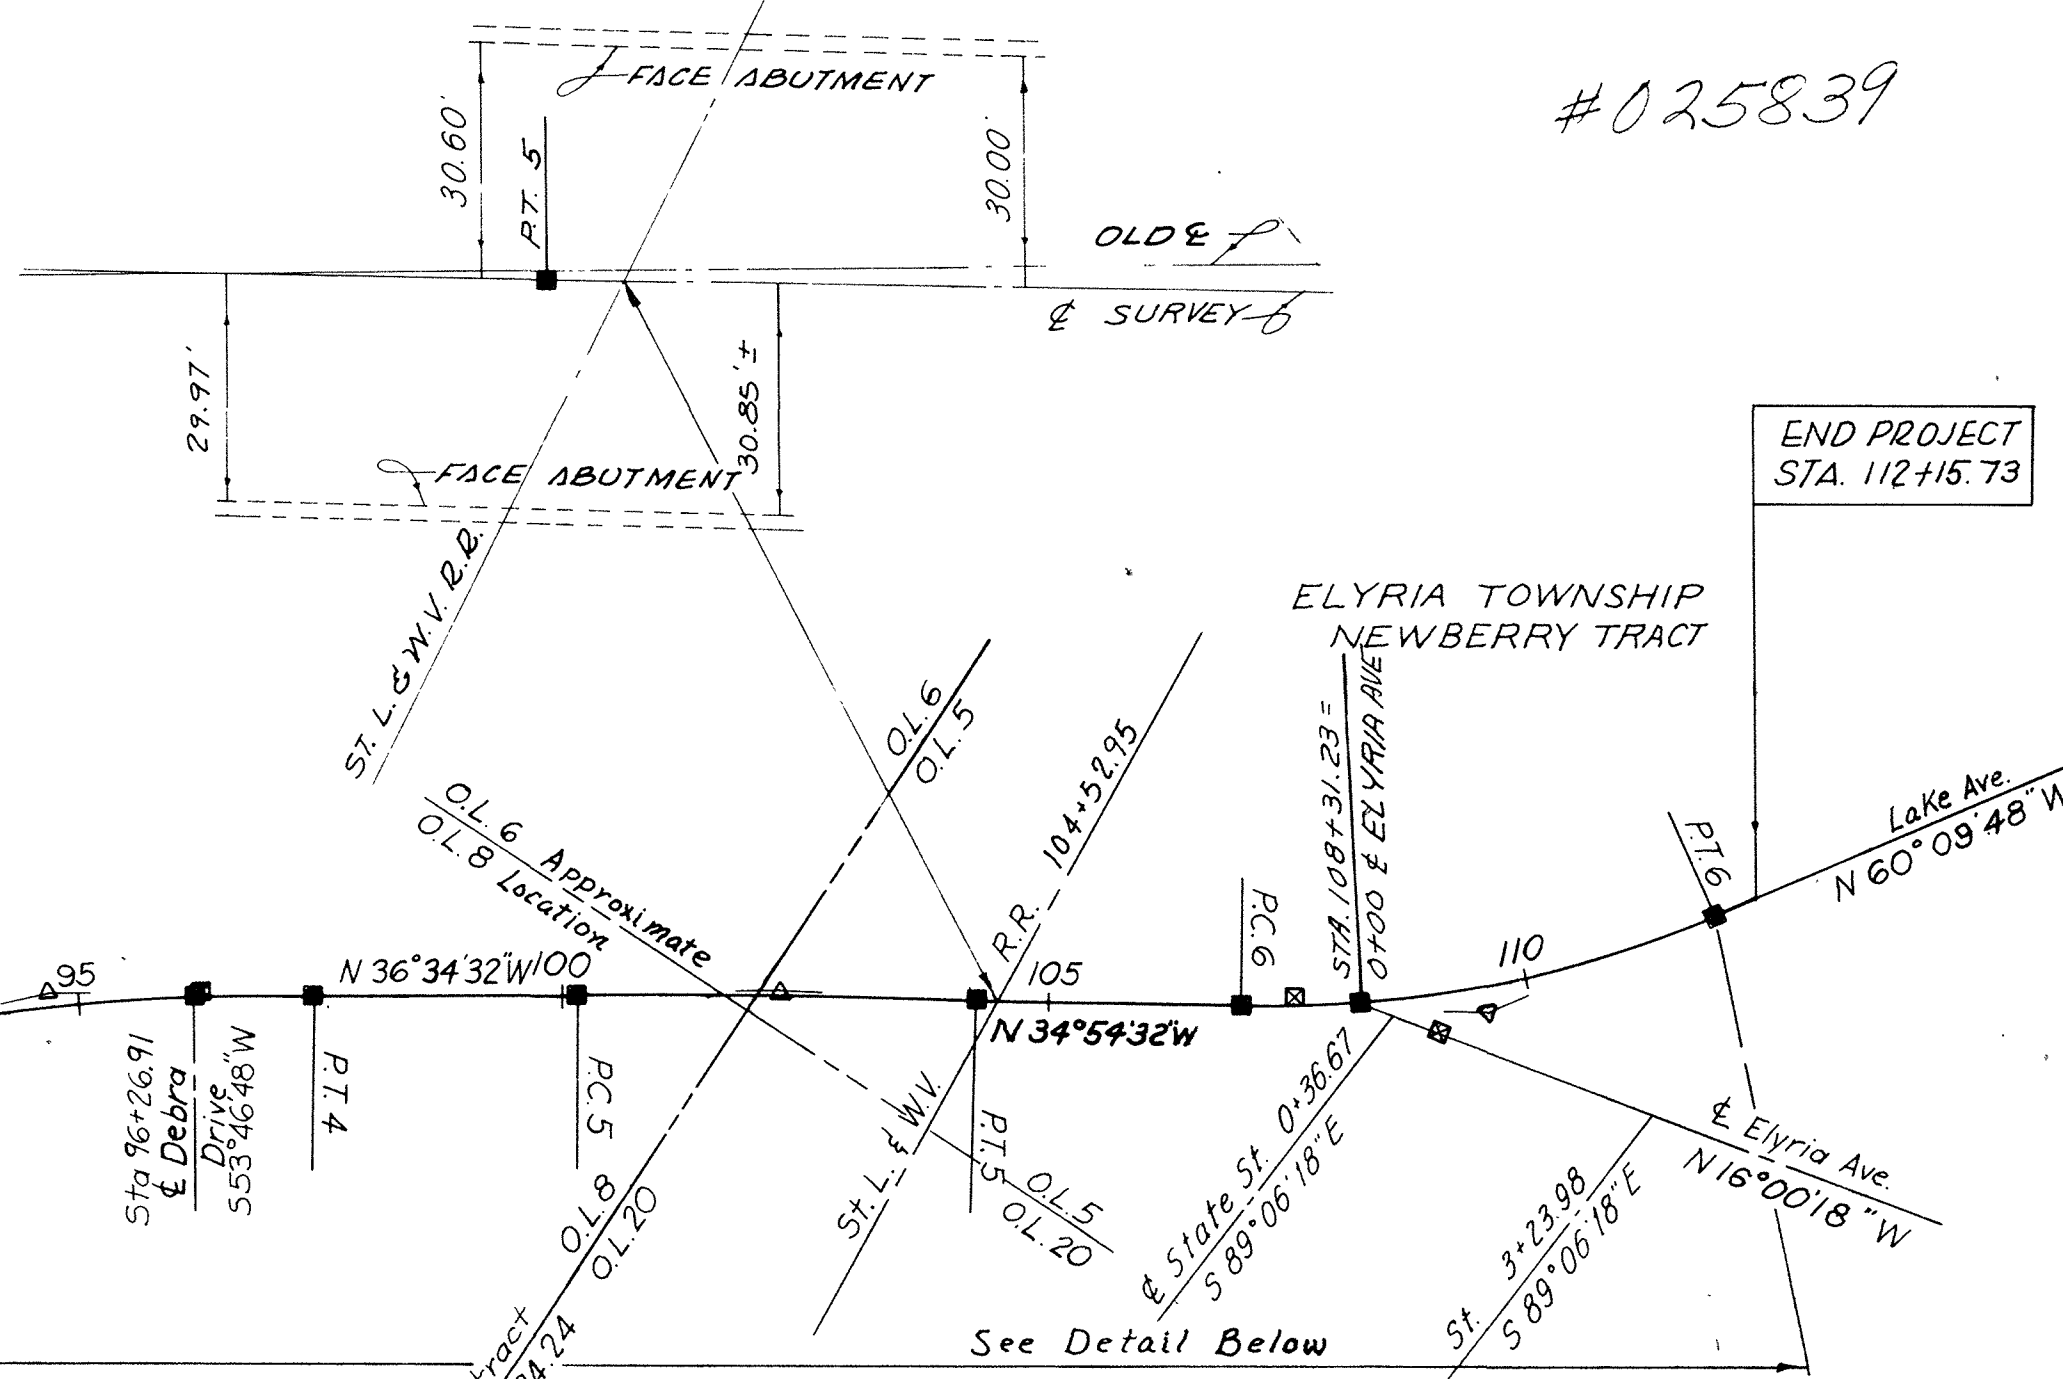 #025839
FACE ABUTMENT
30.60'
P.T. 5
30.00'
OLD ℄
℄ SURVEY
29.97'
30.85'±
FACE ABUTMENT
ST. L. & W.V. R.R.
END PROJECT
STA. 112+15.73
ELYRIA TOWNSHIP
NEWBERRY TRACT
O.L. 6
O.L. 5
104+52.95
STA. 108+31.23 =
0+00 ℄ ELYRIA AVE
O.L. 6 Approximate
O.L. 8 Location
Lake Ave.
N 60°09'48"W
P.T. 6
P.C. 6
R.R.
95
N 36°34'32"W
100
105
110
N 34°54'32"W
Sta 96+26.91
℄ Debra
Drive
S53°46'48"W
P.T. 4
P.C. 5
P.T. 5
St. L. & W.V.
O.L. 8
O.L. 20
O.L. 5
O.L. 20
℄ State St. 0+36.67
S 89°06'18"E
℄ Elyria Ave.
N 16°00'18"W
St. 3+23.98
S 89°06'18"E
See Detail Below
ract
4.24